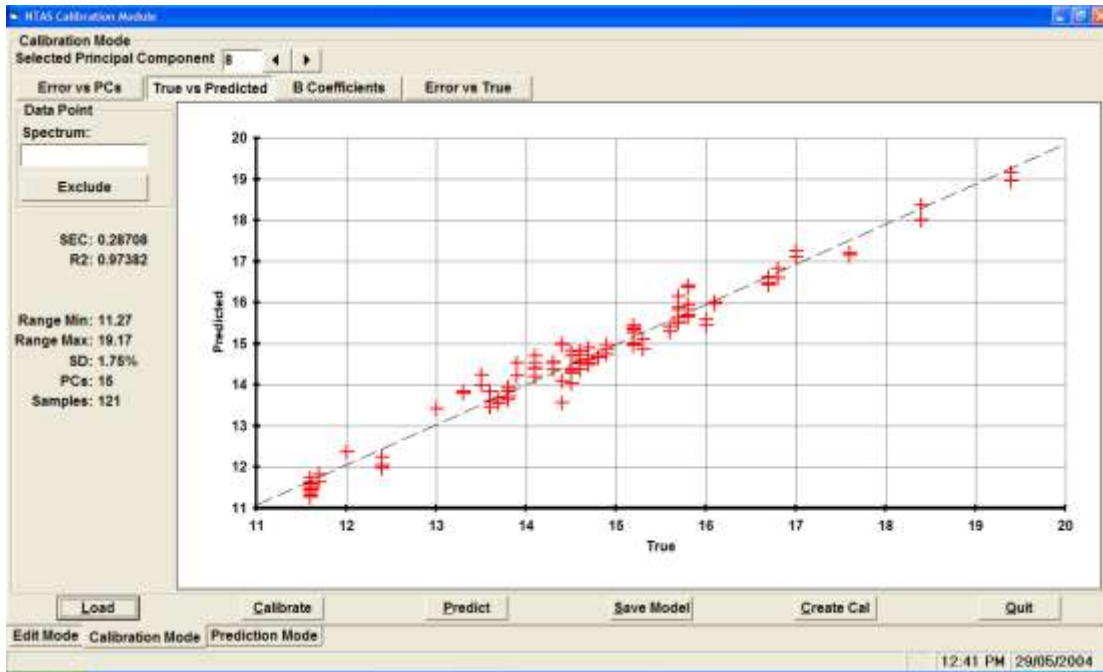 NTAS Calibration Module
Calibration Mode
Selected Principal Component 8
Error vs PCs True vs Predicted B Coefficients Error vs True
Data Point
Spectrum:
Exclude
SEC: 0.28708
R2: 0.97382
Range Min: 11.27
Range Max: 19.17
SD: 1.75%
PCs: 15
Samples: 121
20
19
18
17
16
15
14
13
12
11
Predicted
11 12 13 14 15 16 17 18 19 20
True
Load Calibrate Predict Save Model Create Cal Quit
Edit Mode Calibration Mode Prediction Mode
12:41 PM 29/05/2004